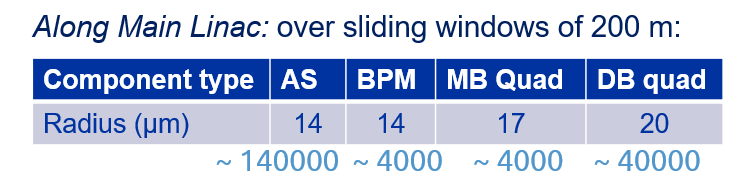 Along Main Linac: over sliding windows of 200 m:
Component type AS BPM MB Quad DB quad
Radius (µm) 14 14 17 20
~ 140000 ~ 4000 ~ 4000 ~ 40000